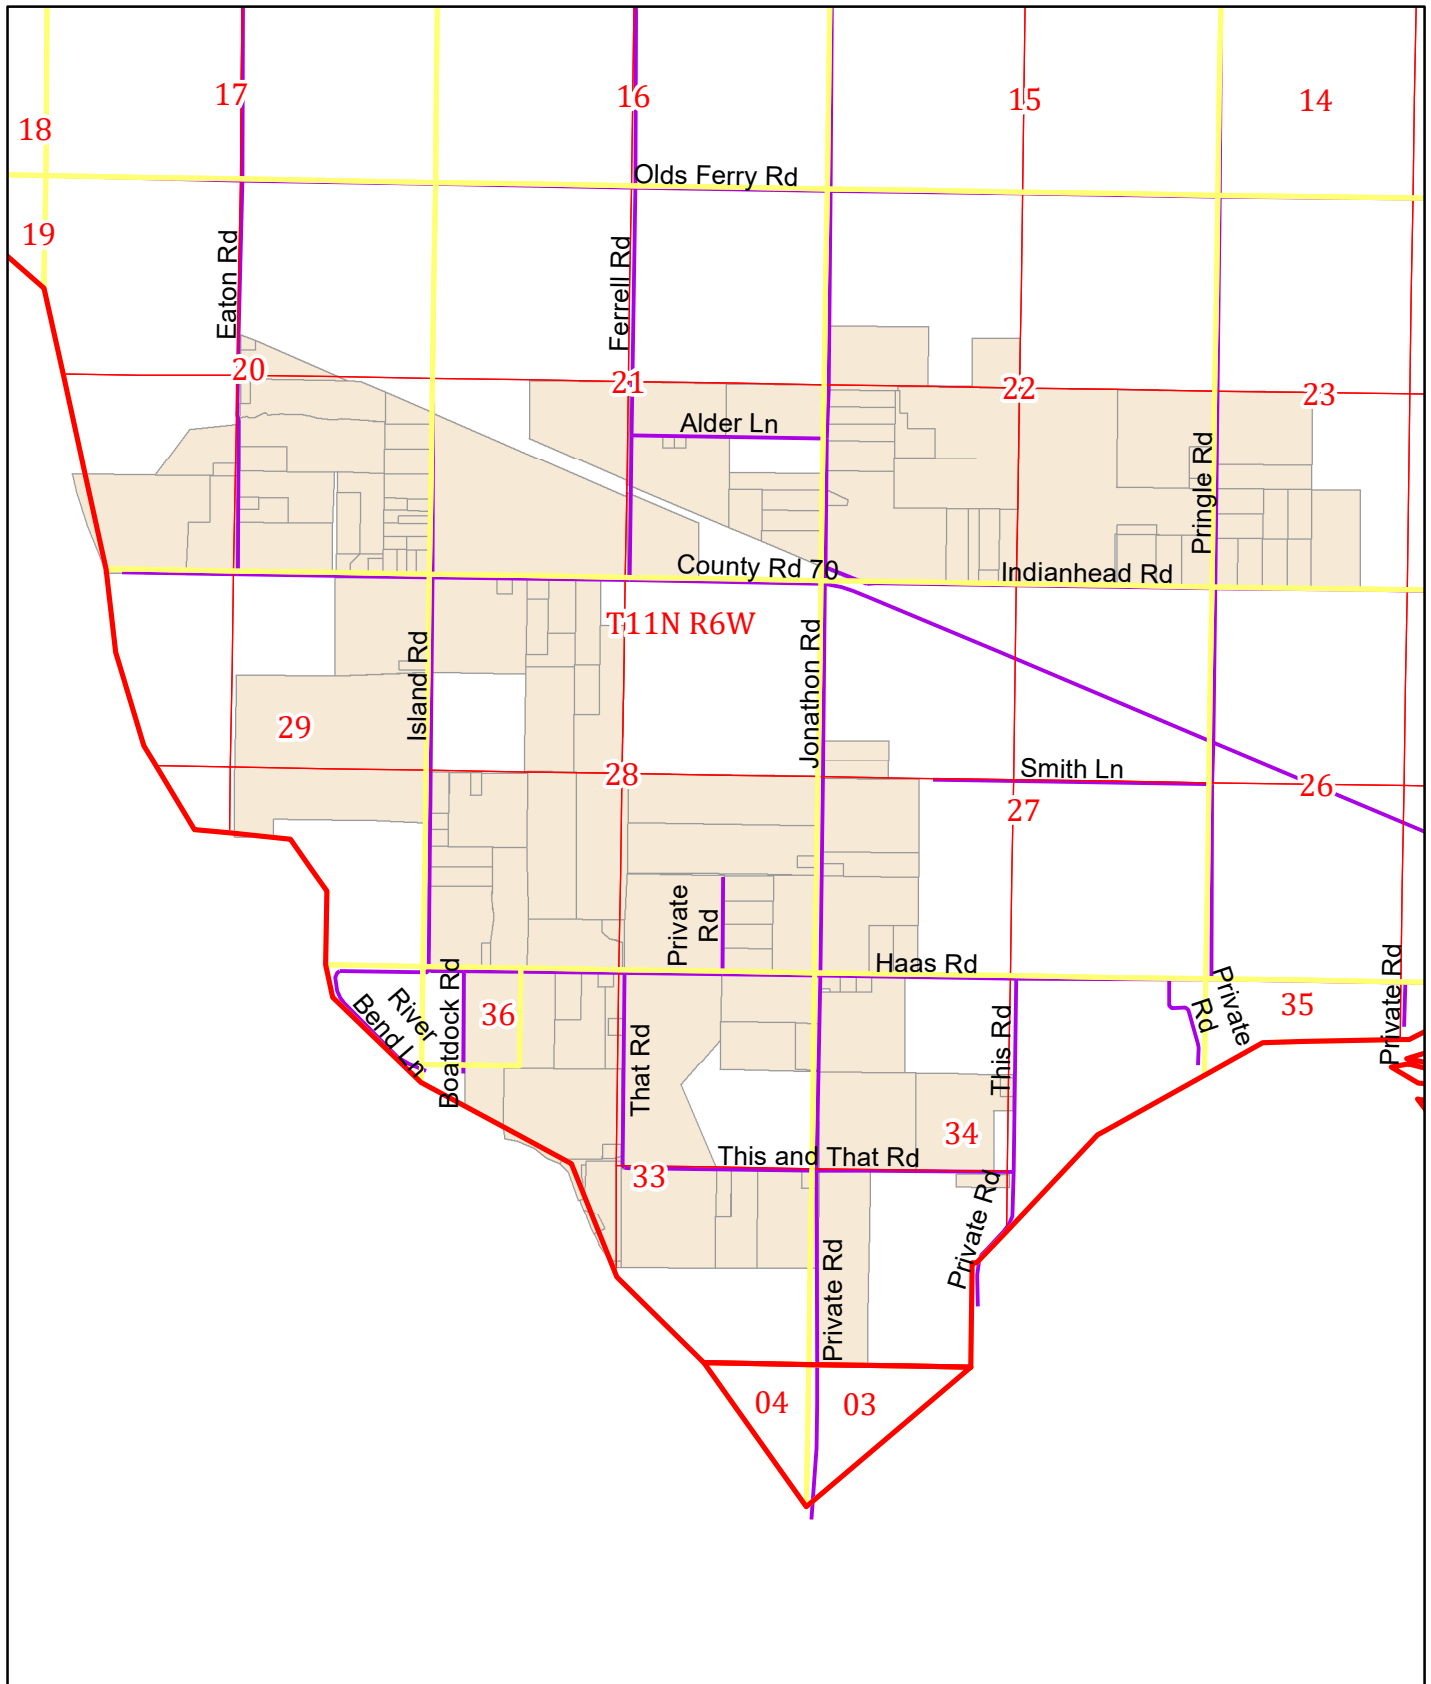 17
16
15
14
18
Olds Ferry Rd
19
Eaton Rd
Ferrell Rd
20
21
22
23
Alder Ln
Pringle Rd
County Rd 70
Indianhead Rd
T11N R6W
Island Rd
Jonathon Rd
29
28
Smith Ln
26
27
Private
Rd
Haas Rd
River
Bend Ln
Boatdock Rd
36
That Rd
This Rd
Private
Rd
35
Private Rd
34
This and That Rd
33
Private Rd
Private Rd
04
03